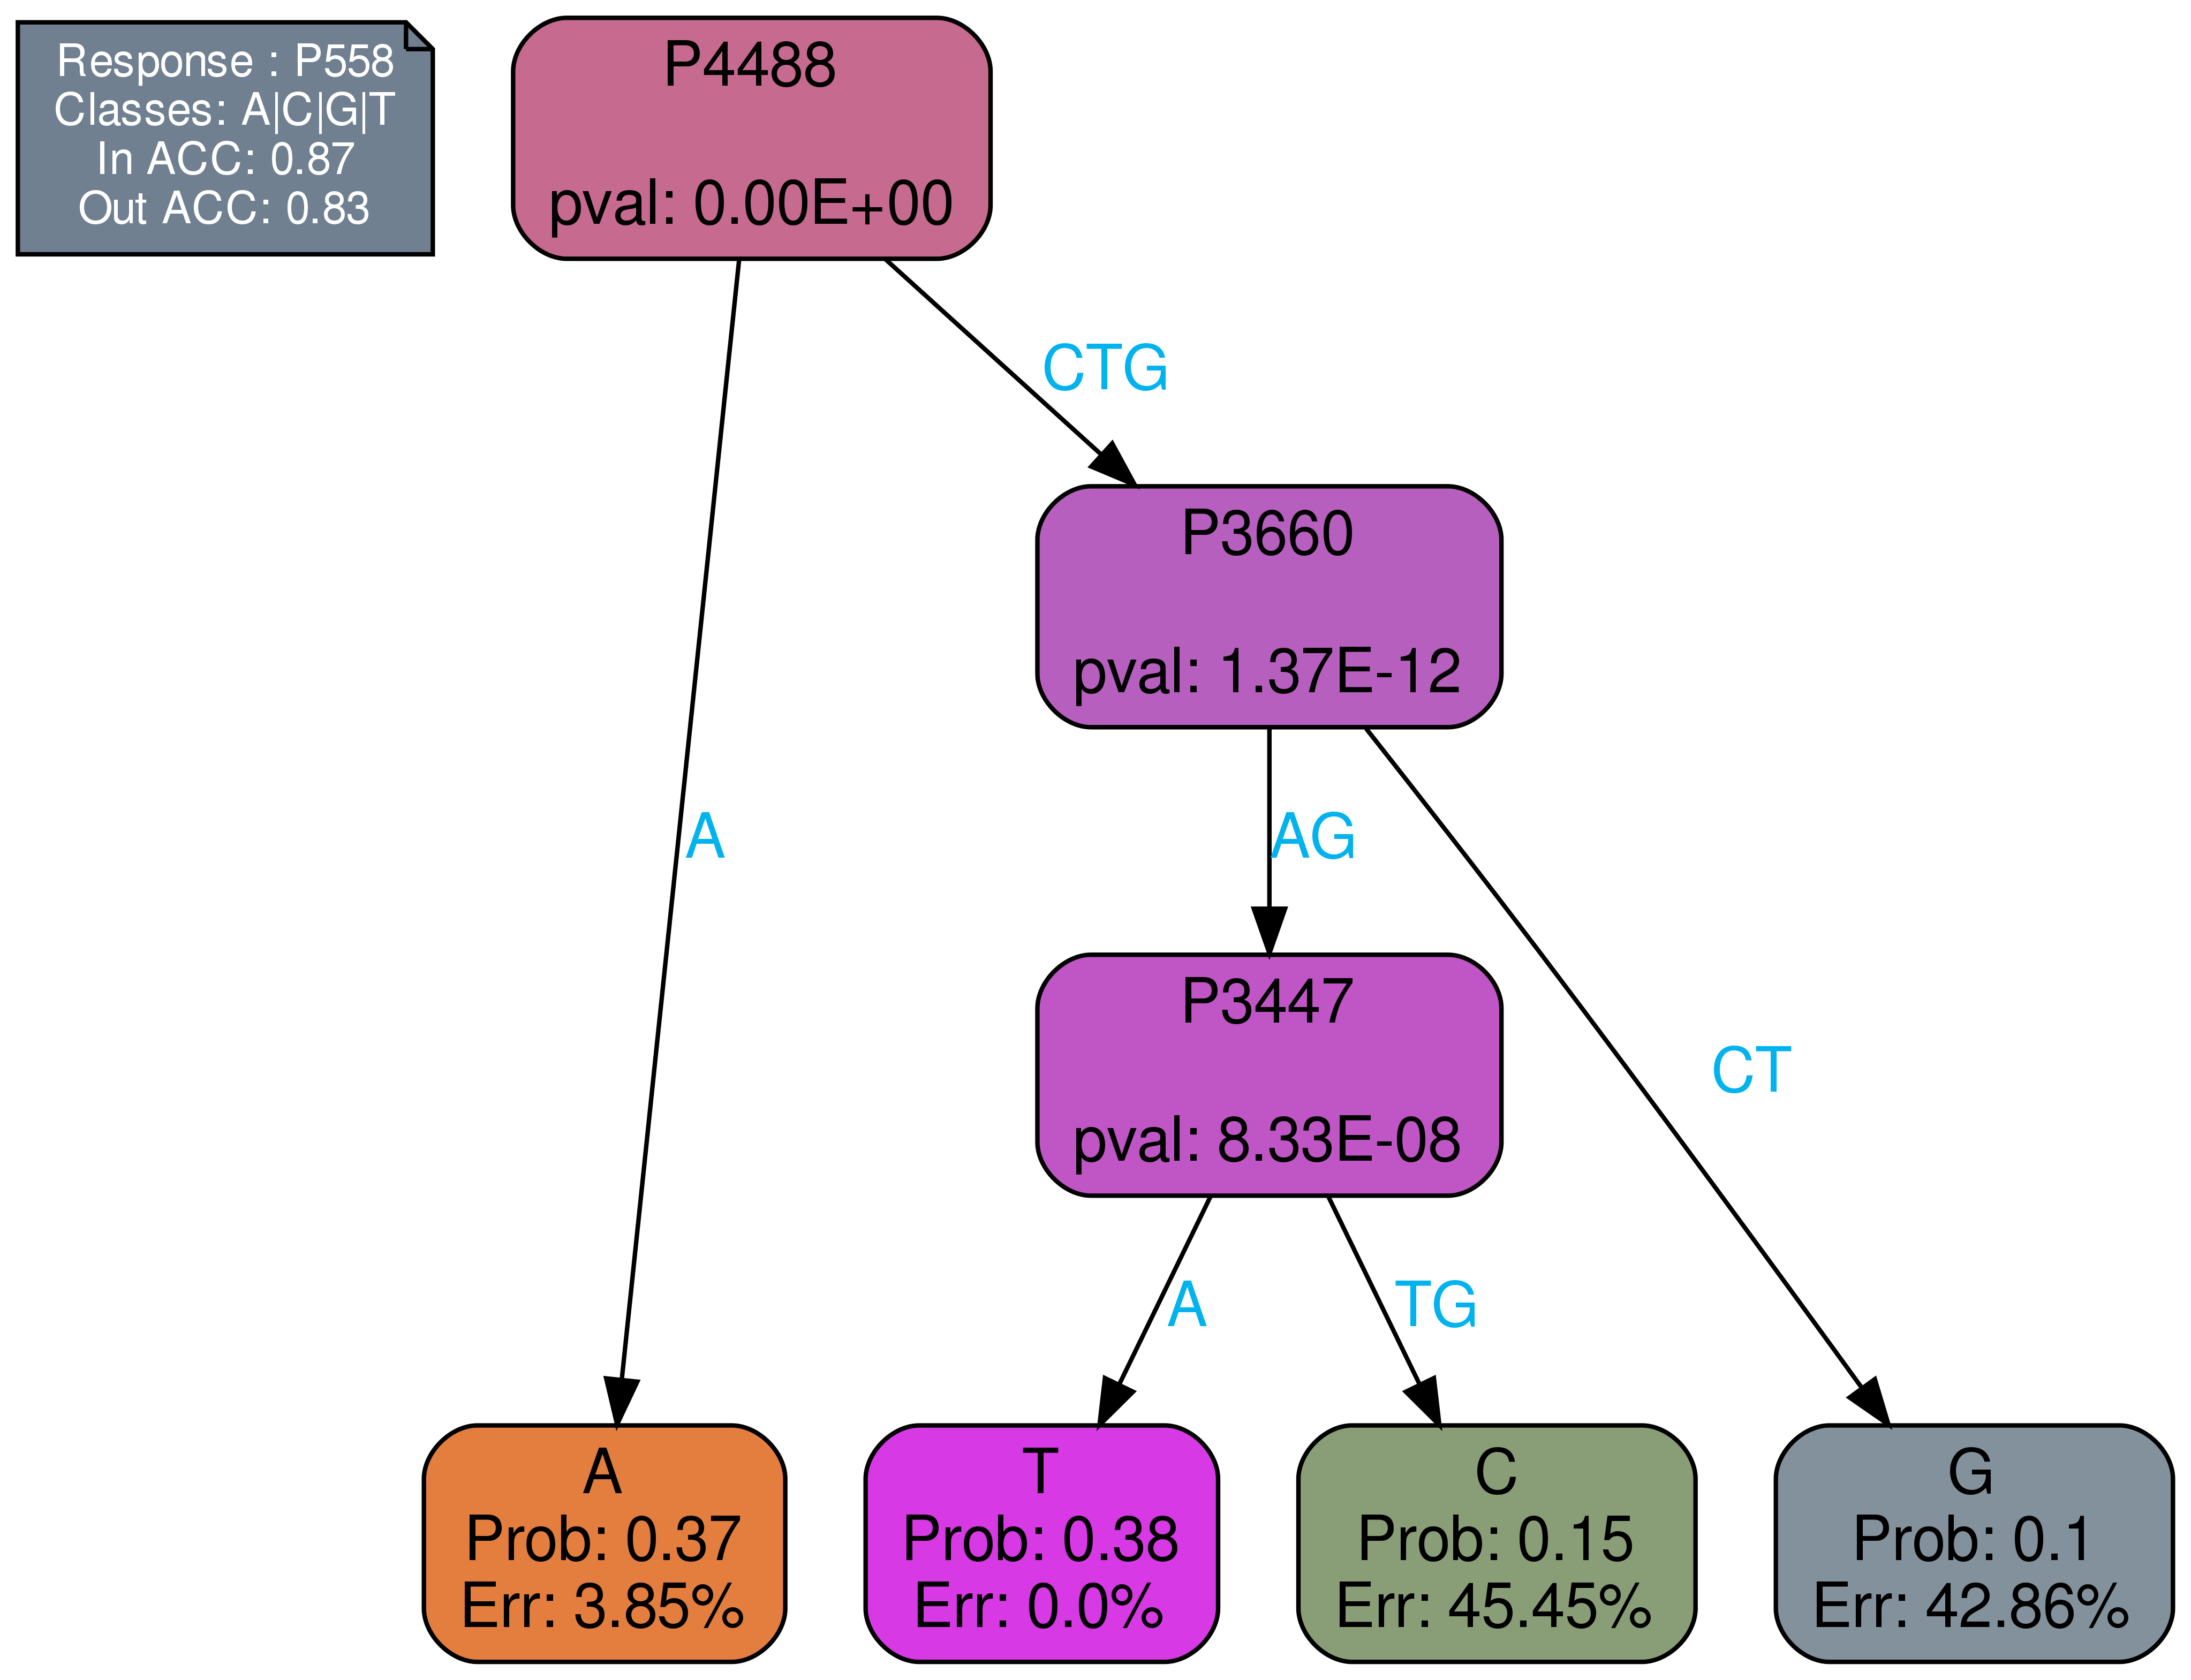 Response : P558
Classes: A|C|G|T
In ACC: 0.87
Out ACC: 0.83
P4488
pval: 0.00E+00
CTG
P3660
pval: 1.37E-12
A
AG
P3447
pval: 8.33E-08
CT
A
TG
A
Prob: 0.37
Err: 3.85%
T
Prob: 0.38
Err: 0.0%
C
Prob: 0.15
Err: 45.45%
G
Prob: 0.1
Err: 42.86%